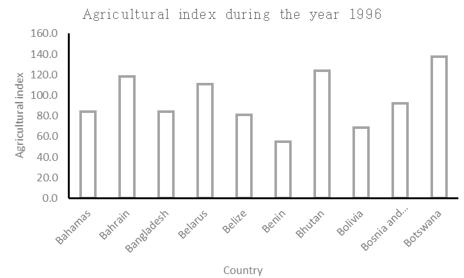 Agricultural index during the year 1996
160.0
140.0
120.0
100.0
80.0
60.0
40.0
20.0
0.0
Agricultural index
Bahamas
Bahrain
Bangladesh
Belarus
Belize
Benin
Bhutan
Bolivia
Bosnia and...
Botswana
Country